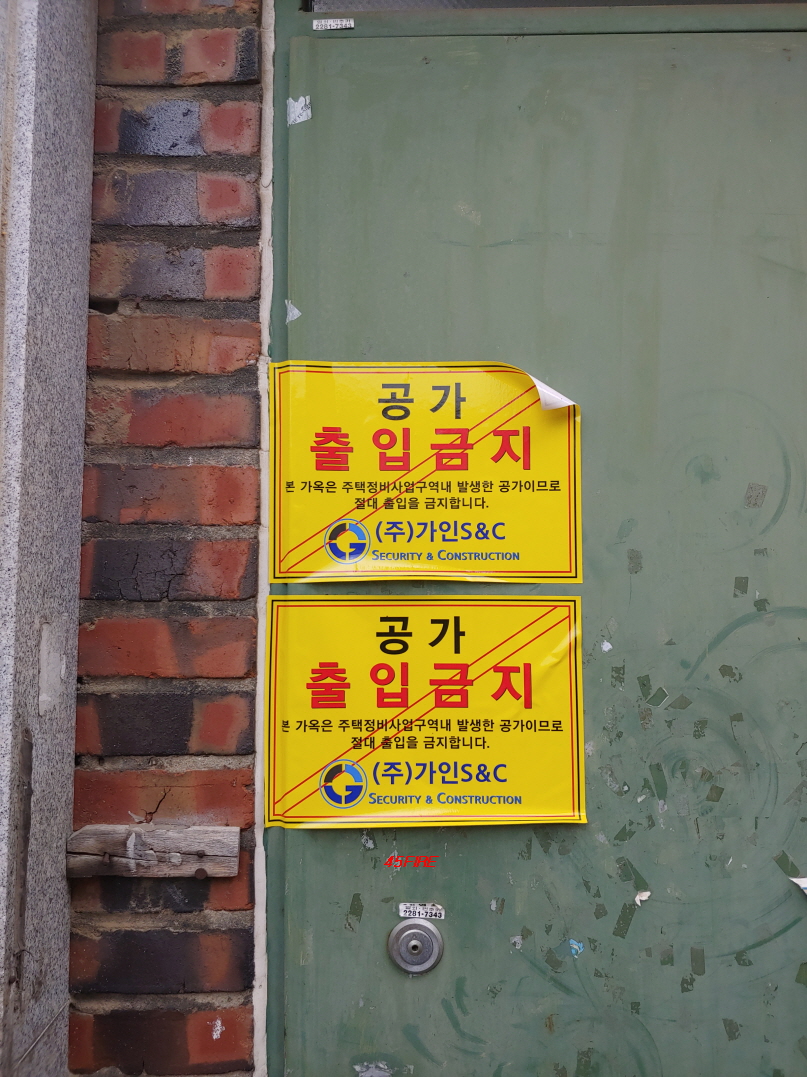 2281-7343
공가
출입금지
본 가옥은 주택정비사업구역내 발생한 공가이므로
절대 출입을 금지합니다.
(주)가인S&C
SECURITY & CONSTRUCTION
공가
출입금지
본 가옥은 주택정비사업구역내 발생한 공가이므로
절대 출입을 금지합니다.
(주)가인S&C
SECURITY & CONSTRUCTION
2281-7343